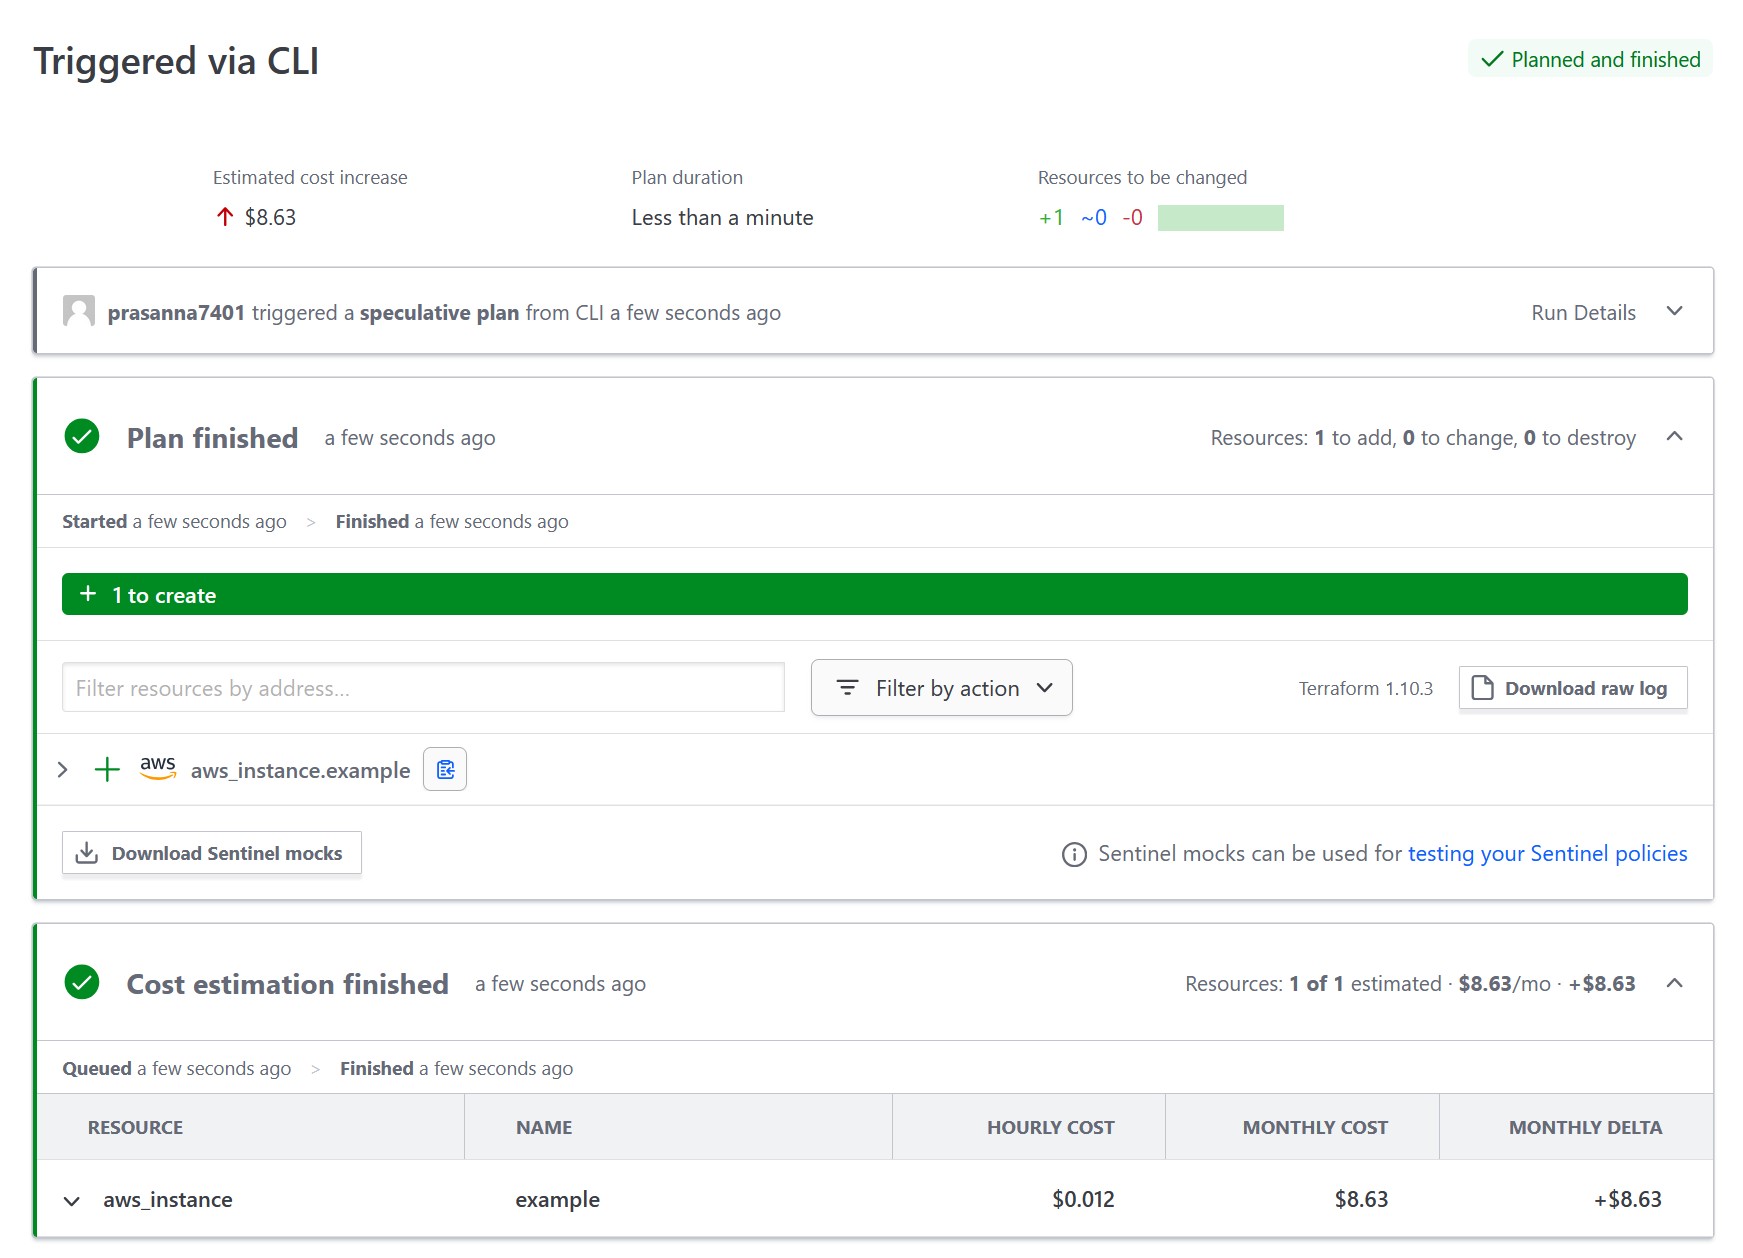 Triggered via CLI
Planned and finished
Estimated cost increase
Plan duration
Resources to be changed
$8.63
Less than a minute
+1 ~0 -0
prasanna7401 triggered a speculative plan from CLI a few seconds ago
Run Details
Plan finished a few seconds ago
Resources: 1 to add, 0 to change, 0 to destroy
Started a few seconds ago > Finished a few seconds ago
+ 1 to create
Filter resources by address...
Filter by action
Terraform 1.10.3
Download raw log
aws aws_instance.example
Download Sentinel mocks
Sentinel mocks can be used for testing your Sentinel policies
Cost estimation finished a few seconds ago
Resources: 1 of 1 estimated · $8.63/mo · +$8.63
Queued a few seconds ago > Finished a few seconds ago
RESOURCE NAME HOURLY COST MONTHLY COST MONTHLY DELTA
aws_instance example $0.012 $8.63 +$8.63